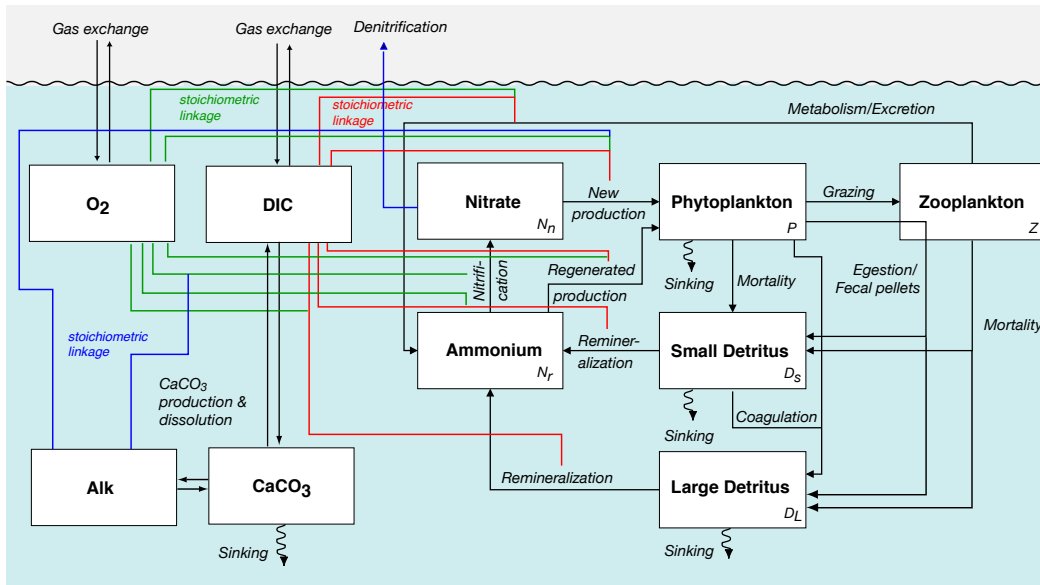 Gas exchange
Gas exchange
Denitrification
stoichiometric
linkage
stoichiometric
linkage
Metabolism/Excretion
O2
DIC
Nitrate
Nn
New
production
Phytoplankton
P
Grazing
Zooplankton
Z
Nitrifi-
cation
Regenerated
production
Sinking
Mortality
Egestion/
Fecal pellets
Mortality
stoichiometric
linkage
Ammonium
Nr
Reminer-
alization
Small Detritus
Ds
CaCO3
production &
dissolution
Sinking
Coagulation
Alk
CaCO3
Remineralization
Large Detritus
DL
Sinking
Sinking